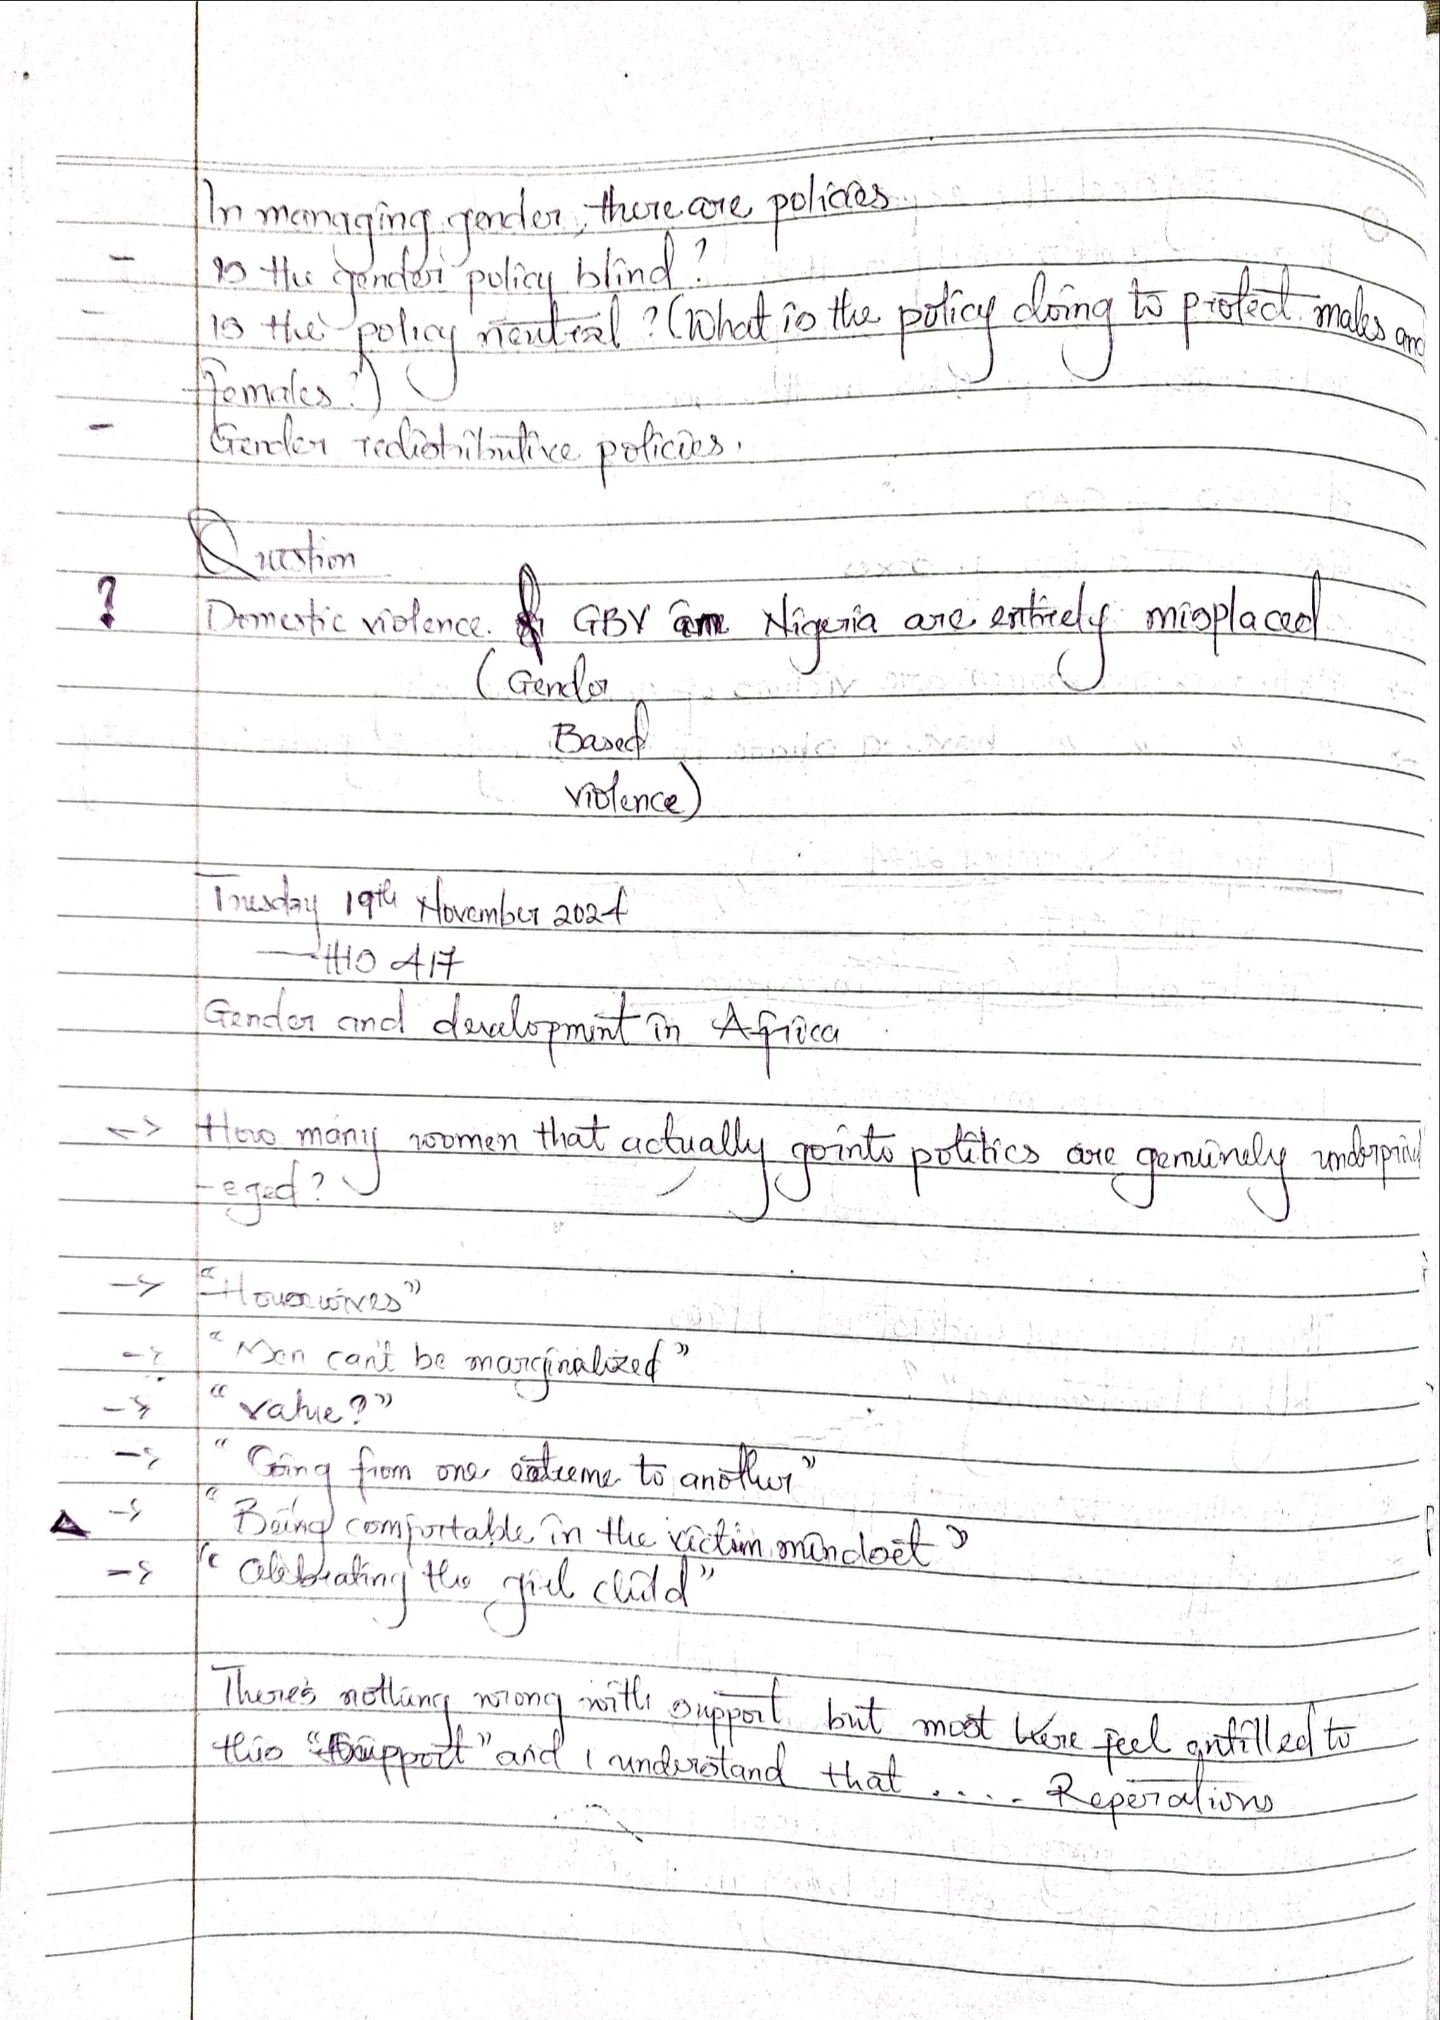 In managing gender, there are policies
- Is the gender policy blind?
- Is the policy neutral? (What is the policy doing to protect males and
females?)
- Gender redistributive policies.
Question
? Domestic violence & GBV in Nigeria are entirely misplaced
(Gender
Based
violence)
Tuesday 19th November 2024
HIS 417
Gender and development in Africa
-> How many women that actually go into politics are genuinely underprivil
-eged?
-> "Housewives"
-> "Men can't be marginalized"
-> "Value?"
-> "Going from one extreme to another"
-> "Being comfortable in the victim mindset"
-> "Celebrating the girl child"
There's nothing wrong with support but most here feel entitled to
this "support" and I understand that .... Reperations